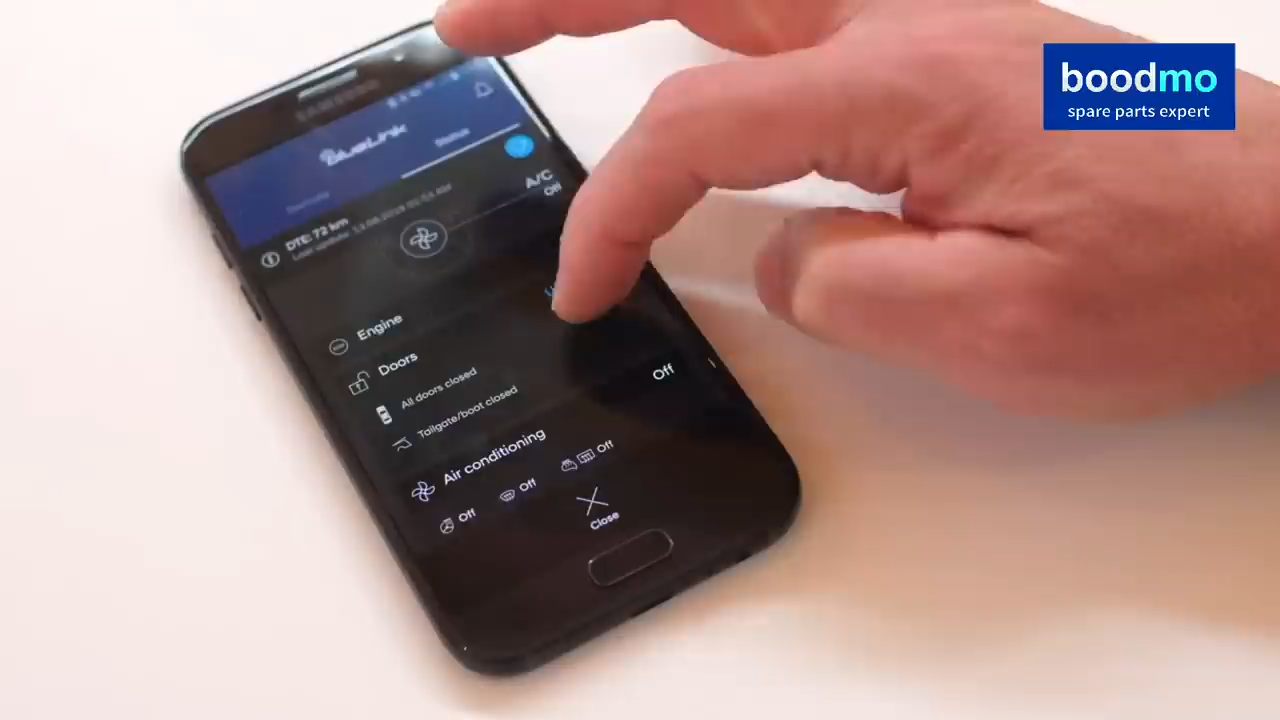 boodmo
spare parts expert
SAMSUNG
BlueLink
Status
A/C
Off
DTE: 72 km
Engine
Doors
All doors closed
Tailgate/boot closed
Off
Air conditioning
Off
Off
Off
Close